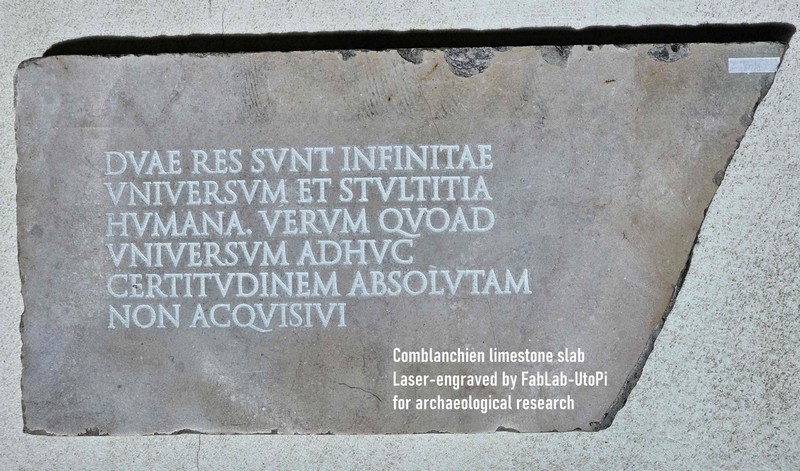 DVAE RES SVNT INFINITAE
VNIVERSVM ET STVLTITIA
HVMANA. VERVM QVOAD
VNIVERSVM ADHVC
CERTITVDINEM ABSOLVTAM
NON ACQVISIVI
Comblanchien limestone slab
Laser-engraved by FabLab-UtoPi
for archaeological research